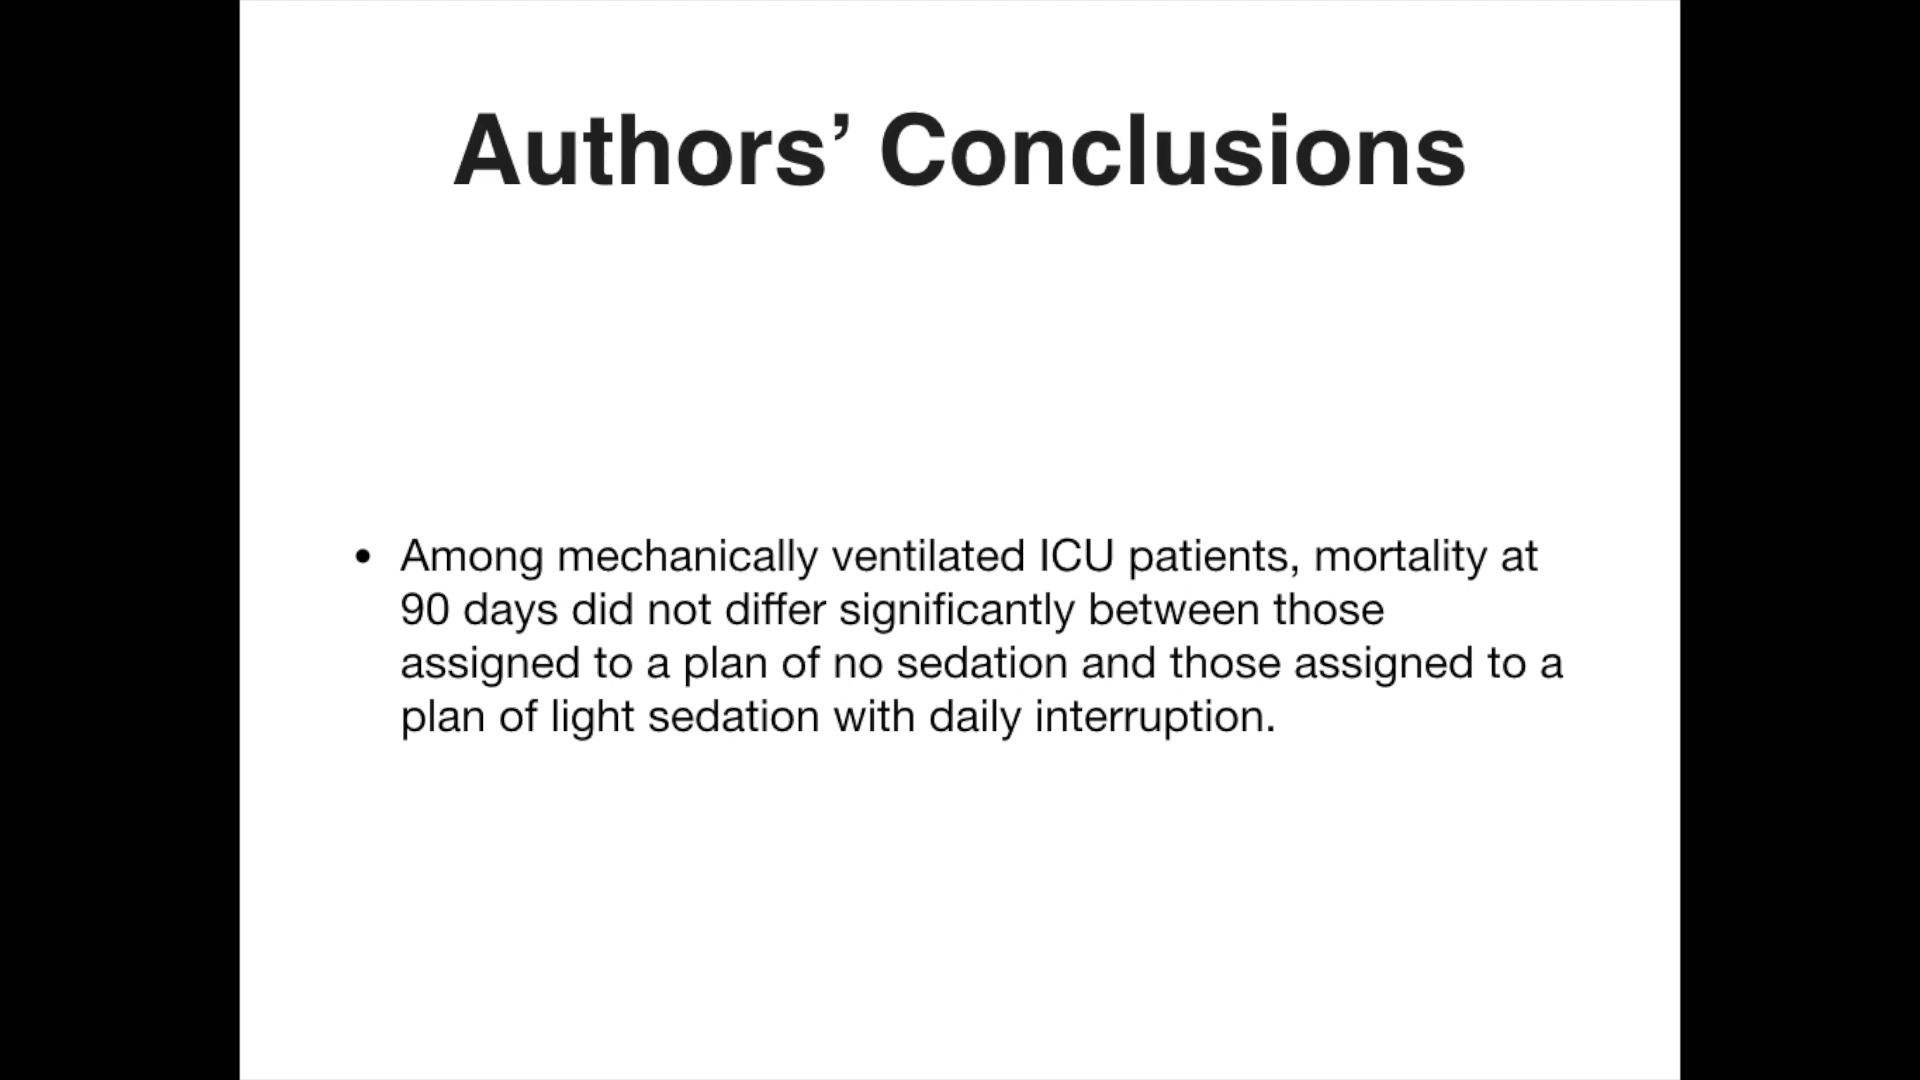 Authors’ Conclusions
• Among mechanically ventilated ICU patients, mortality at
90 days did not differ significantly between those
assigned to a plan of no sedation and those assigned to a
plan of light sedation with daily interruption.